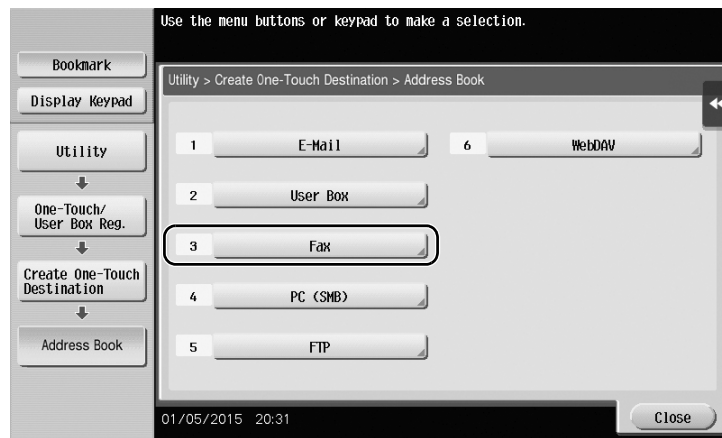 Use the menu buttons or keypad to make a selection.
Bookmark
Display Keypad
Utility
One-Touch/
User Box Reg.
Create One-Touch
Destination
Address Book
Utility > Create One-Touch Destination > Address Book
1 E-Mail
2 User Box
3 Fax
4 PC (SMB)
5 FTP
6 WebDAV
01/05/2015 20:31
Close